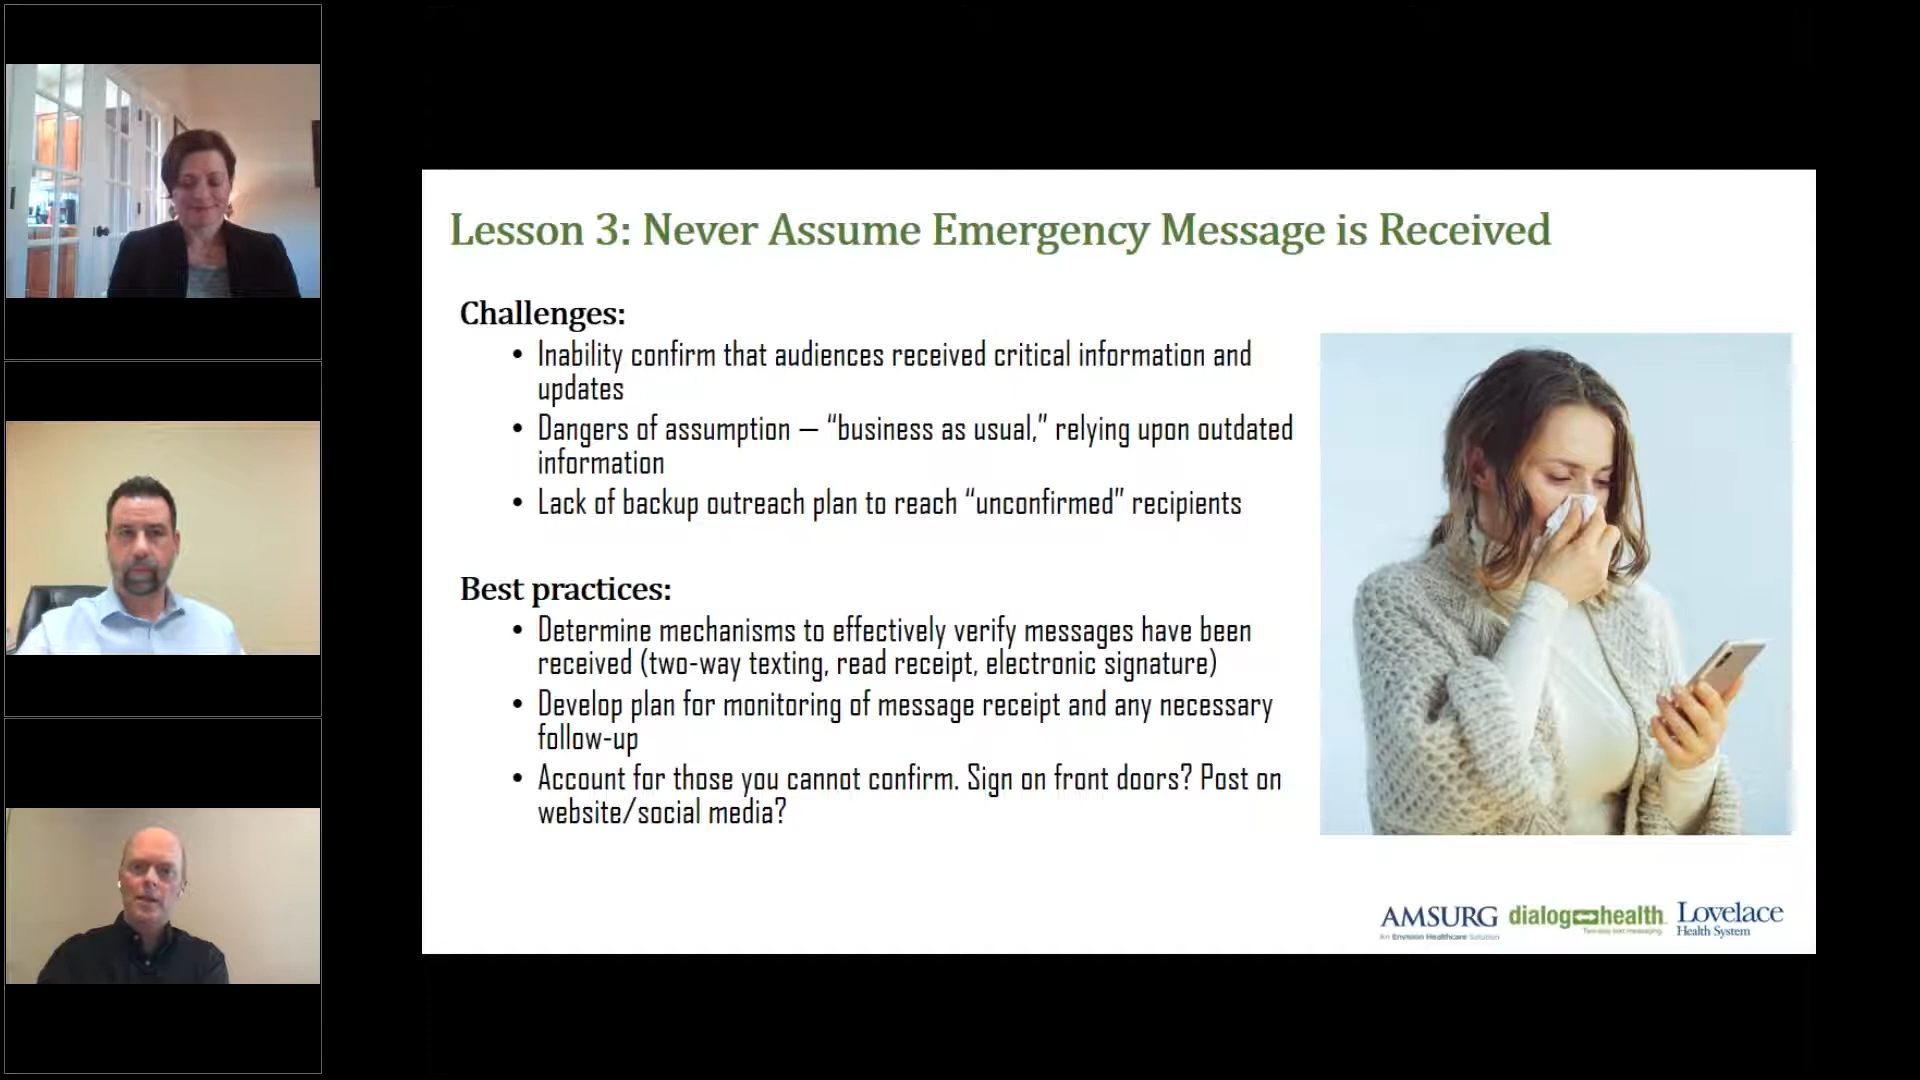 Lesson 3: Never Assume Emergency Message is Received
Challenges:
• Inability confirm that audiences received critical information and
updates
• Dangers of assumption — “business as usual,” relying upon outdated
information
• Lack of backup outreach plan to reach “unconfirmed” recipients
Best practices:
• Determine mechanisms to effectively verify messages have been
received (two-way texting, read receipt, electronic signature)
• Develop plan for monitoring of message receipt and any necessary
follow-up
• Account for those you cannot confirm. Sign on front doors? Post on
website/social media?
AMSURG
An Envision Healthcare Solution
dialog health
Two-way text messaging.
Lovelace
Health System